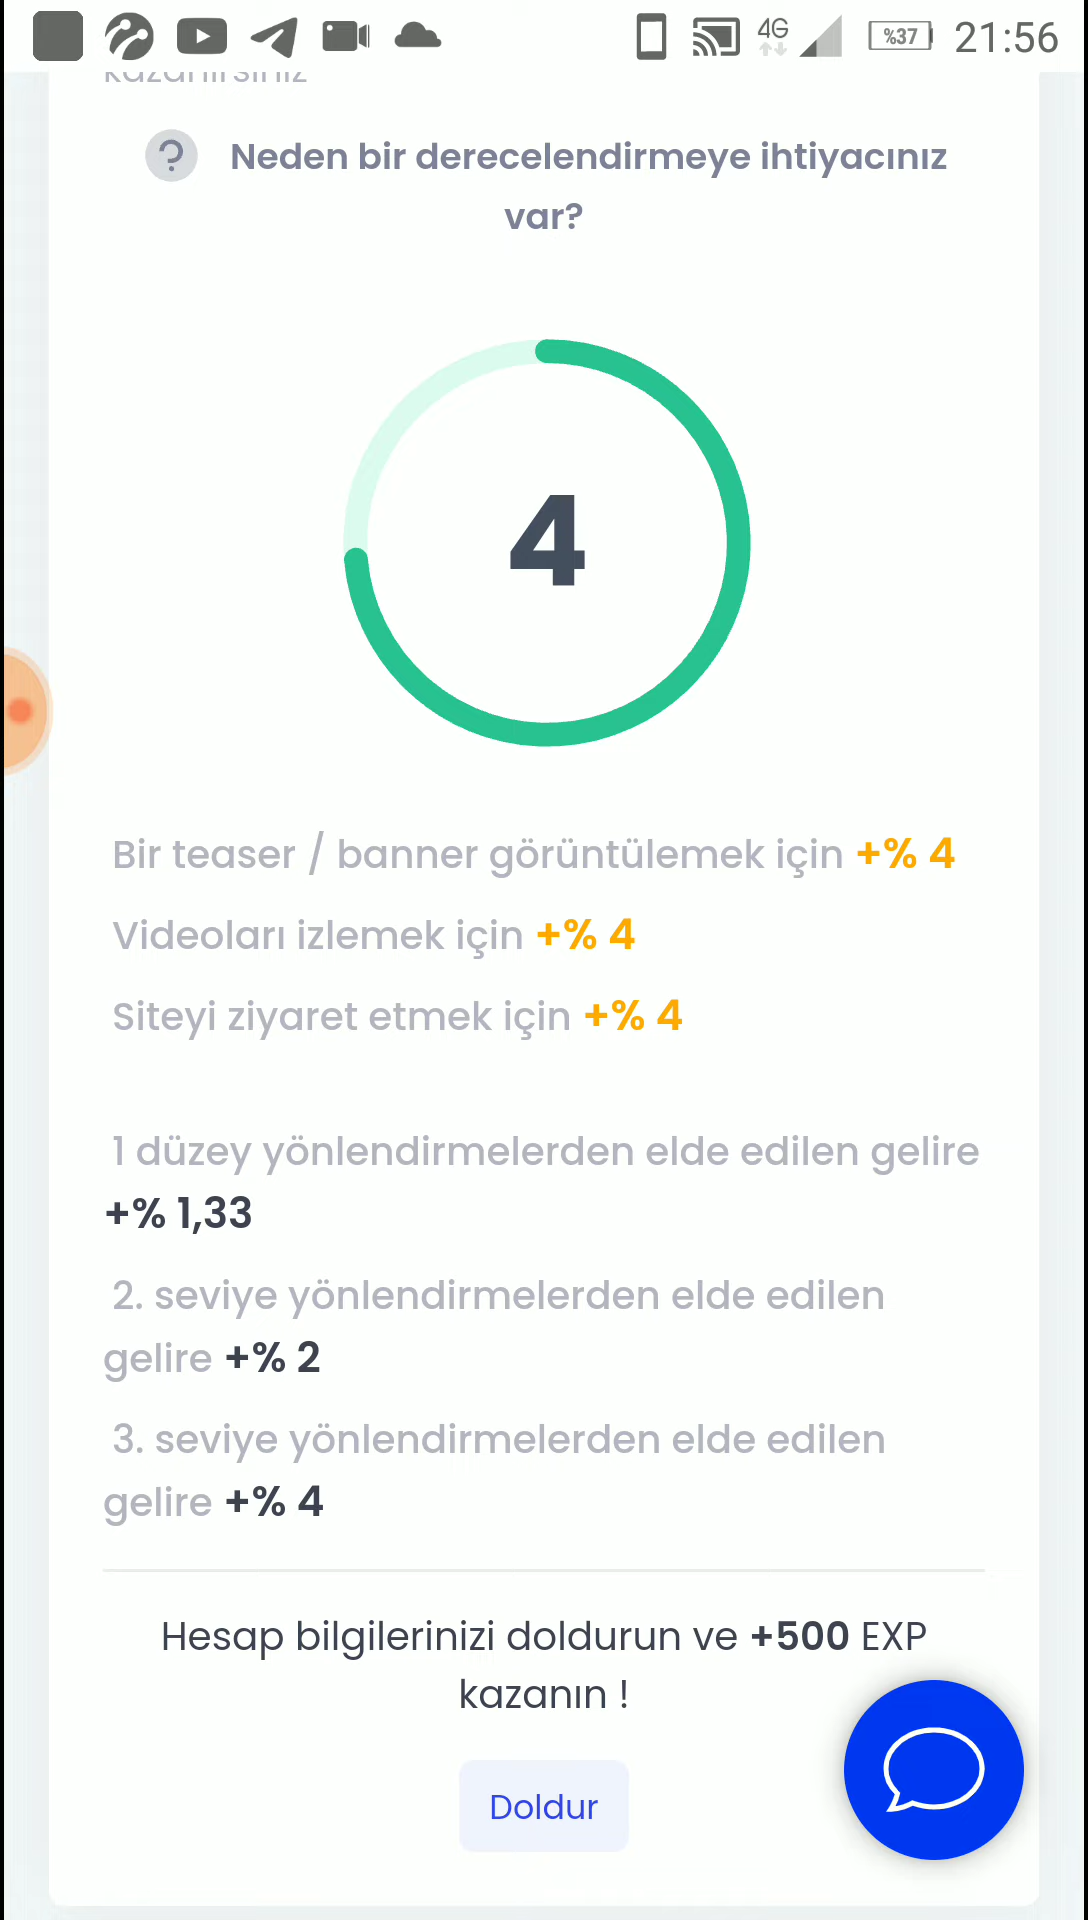 4G
%37
21:56
kazanırsınız
? Neden bir derecelendirmeye ihtiyacınız
var?
4
Bir teaser / banner görüntülemek için +% 4
Videoları izlemek için +% 4
Siteyi ziyaret etmek için +% 4
1 düzey yönlendirmelerden elde edilen gelire
+% 1,33
2. seviye yönlendirmelerden elde edilen
gelire +% 2
3. seviye yönlendirmelerden elde edilen
gelire +% 4
Hesap bilgilerinizi doldurun ve +500 EXP
kazanın !
Doldur